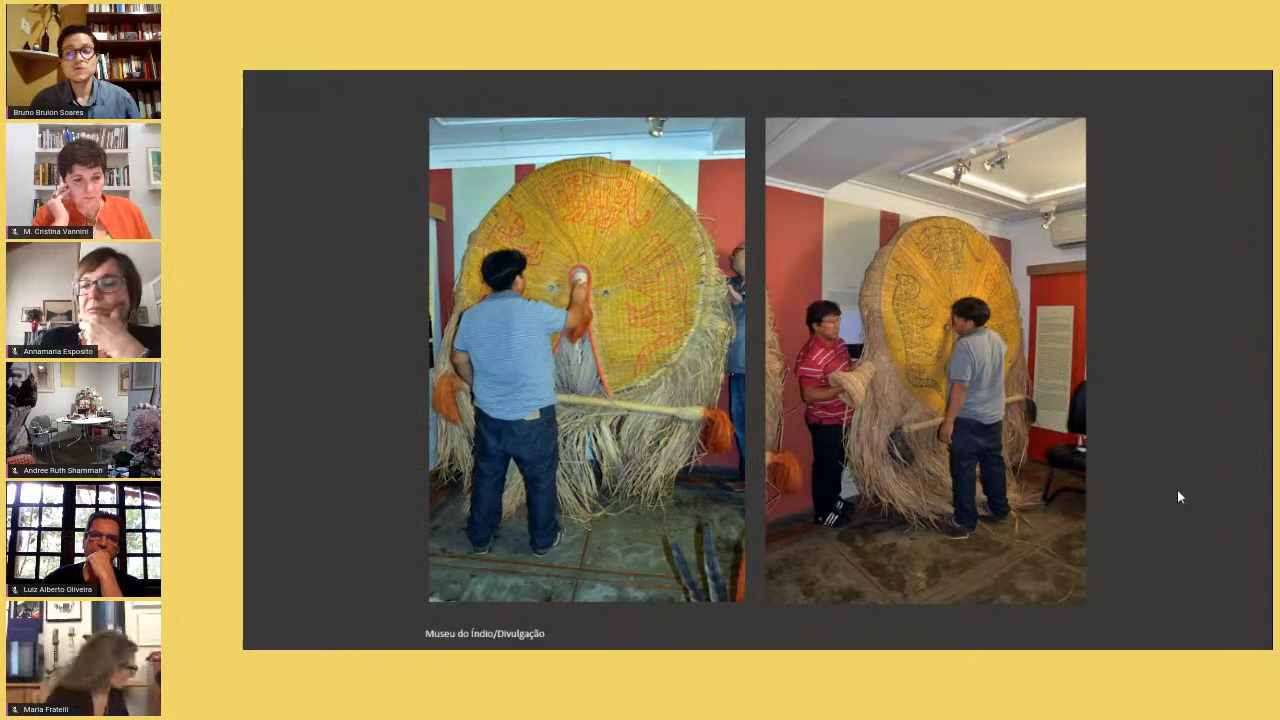 Bruno Brulon Soares
M. Cristina Vannini
Annamaria Esposito
Andree Ruth Shammah
Luiz Alberto Oliveira
Maria Fratelli
Museu do Índio/Divulgação